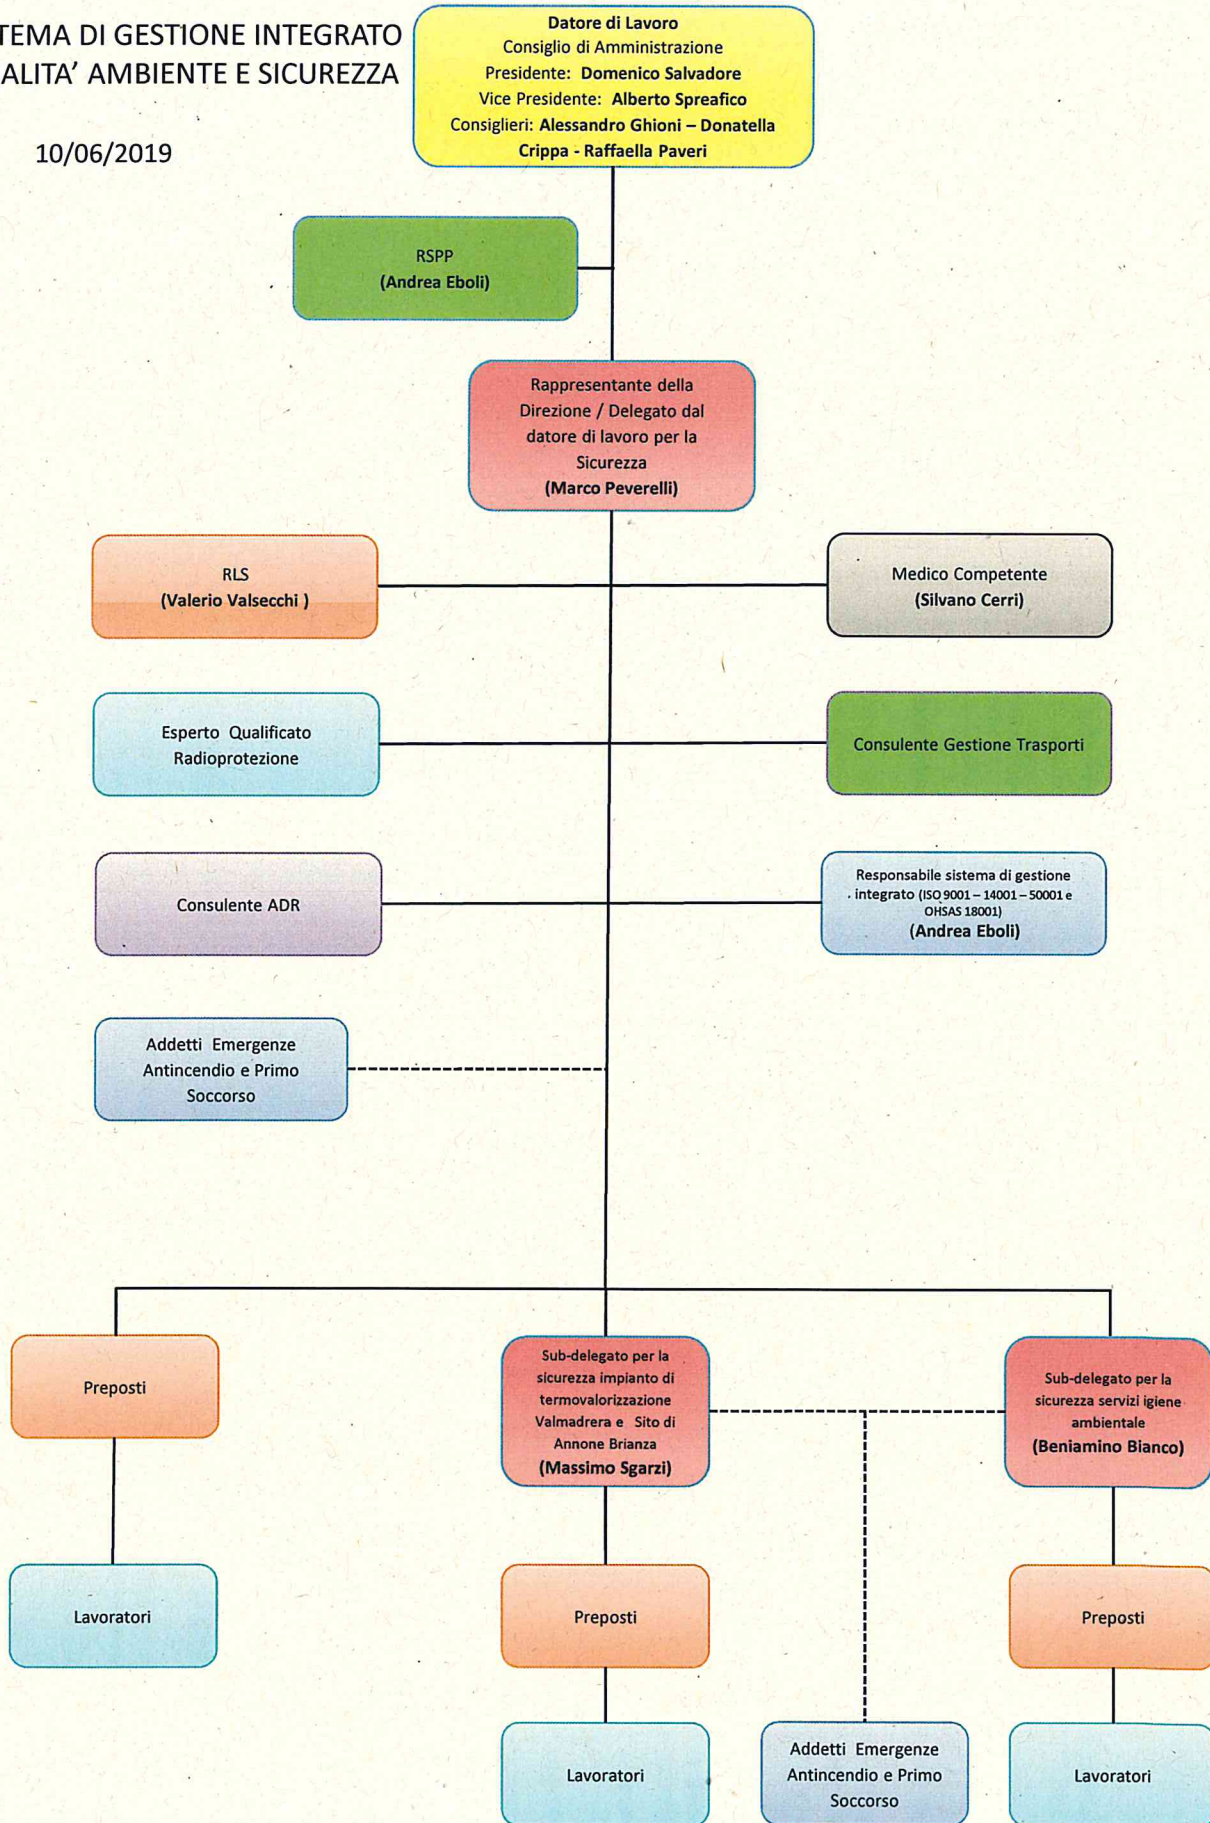 TEMA DI GESTIONE INTEGRATO
ALITA' AMBIENTE E SICUREZZA
10/06/2019
Datore di Lavoro
Consiglio di Amministrazione
Presidente: Domenico Salvadore
Vice Presidente: Alberto Spreafico
Consiglieri: Alessandro Ghioni – Donatella
Crippa - Raffaella Paveri
RSPP
(Andrea Eboli)
Rappresentante della
Direzione / Delegato dal
datore di lavoro per la
Sicurezza
(Marco Peverelli)
RLS
(Valerio Valsecchi )
Medico Competente
(Silvano Cerri)
Esperto Qualificato
Radioprotezione
Consulente Gestione Trasporti
Consulente ADR
Responsabile sistema di gestione
integrato (ISO 9001 – 14001 – 50001 e
OHSAS 18001)
(Andrea Eboli)
Addetti Emergenze
Antincendio e Primo
Soccorso
Preposti
Sub-delegato per la
sicurezza impianto di
termovalorizzazione
Valmadrera e Sito di
Annone Brianza
(Massimo Sgarzi)
Sub-delegato per la
sicurezza servizi igiene
ambientale
(Beniamino Bianco)
Lavoratori
Preposti
Preposti
Lavoratori
Addetti Emergenze
Antincendio e Primo
Soccorso
Lavoratori